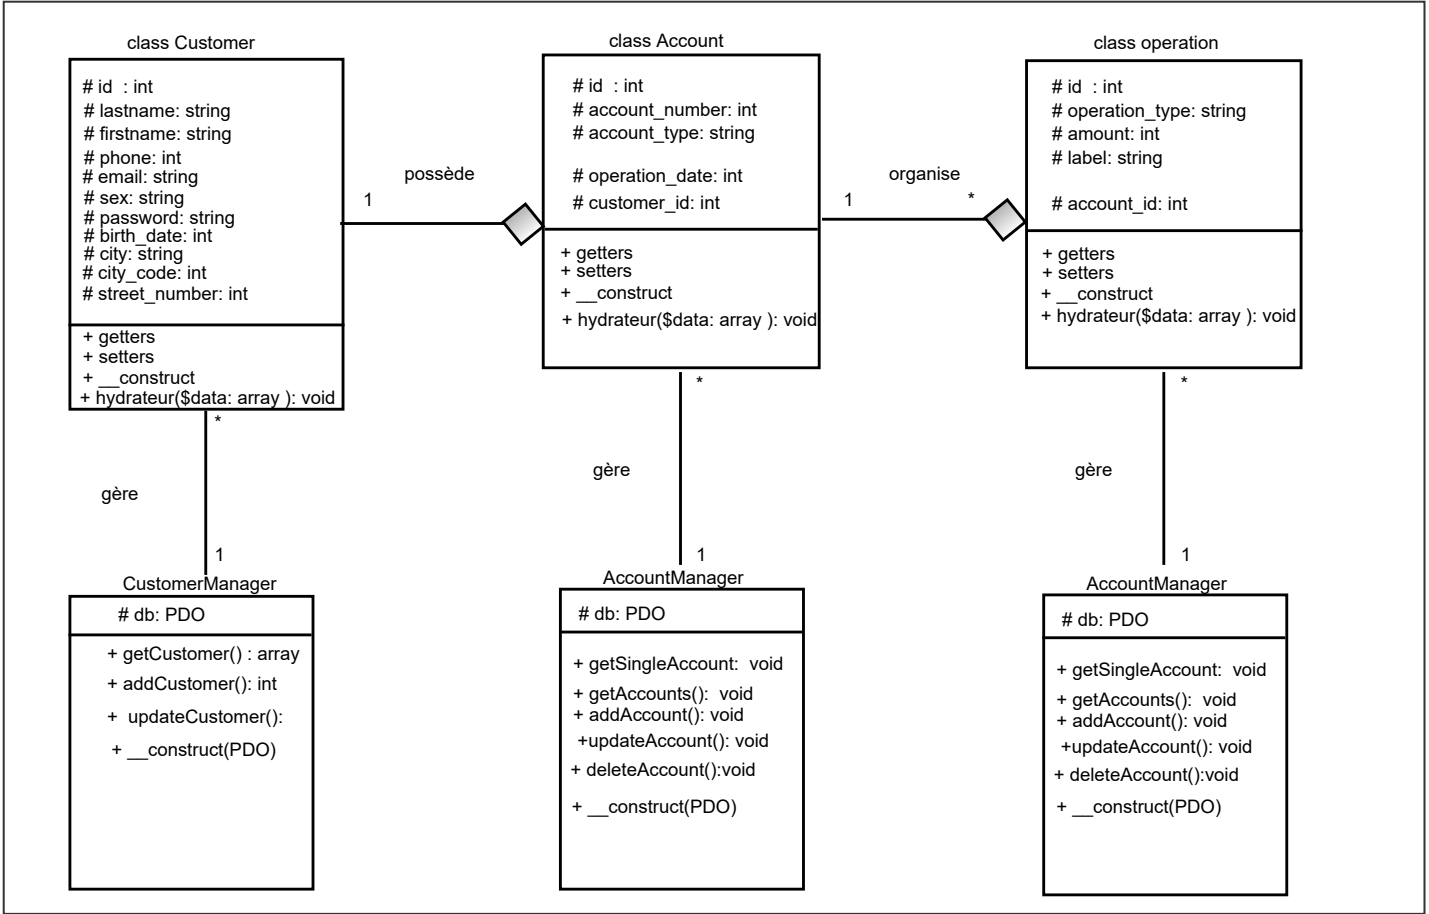 class Customer
# id  : int
# lastname: string
# firstname: string
# phone: int
# email: string
# sex: string
# password: string
# birth_date: int
# city: string
# city_code: int
# street_number: int
+ getters
+ setters
+ __construct
+ hydrateur($data: array ): void
possède
1
class Account
# id  : int
# account_number: int
# account_type: string
# operation_date: int
# customer_id: int
+ getters
+ setters
+ __construct
+ hydrateur($data: array ): void
organise
1
*
class operation
# id  : int
# operation_type: string
# amount: int
# label: string
# account_id: int
+ getters
+ setters
+ __construct
+ hydrateur($data: array ): void
*
gère
1
*
gère
1
*
gère
1
CustomerManager
# db: PDO
+ getCustomer() : array
+ addCustomer(): int
+  updateCustomer():
+ __construct(PDO)
AccountManager
# db: PDO
+ getSingleAccount:  void
+ getAccounts():  void
+ addAccount(): void
+updateAccount(): void
+ deleteAccount():void
+ __construct(PDO)
AccountManager
# db: PDO
+ getSingleAccount:  void
+ getAccounts():  void
+ addAccount(): void
+updateAccount(): void
+ deleteAccount():void
+ __construct(PDO)